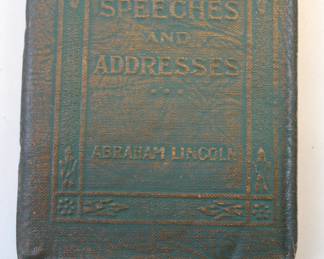 SPEECHES
AND
ADDRESSES
ABRAHAM LINCOLN